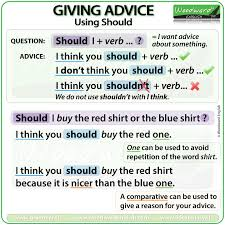 GIVING ADVICE
Using Should
Woodward
ENGLISH
QUESTION: Should I + verb ... ?
= I want advice about something.
ADVICE: I think you should + verb ...
I don't think you should + verb ...
I think you shouldn't + verb...
We do not use shouldn't with I think.
Should I buy the red shirt or the blue shirt ?
I think you should buy the red one.
One can be used to avoid
repetition of the word shirt.
I think you should buy the red shirt
because it is nicer than the blue one.
A comparative can be used to
give a reason for your advice.